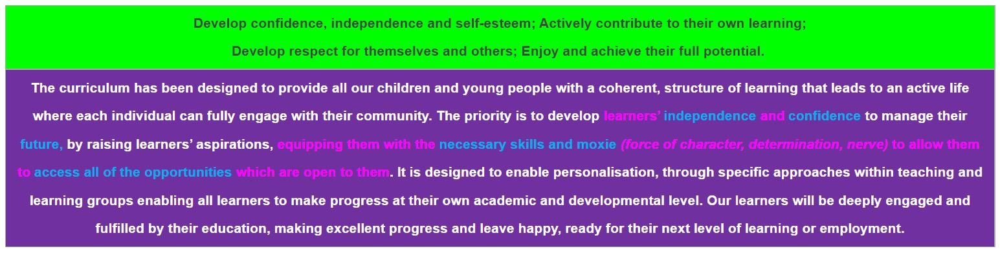 Develop confidence, independence and self-esteem; Actively contribute to their own learning;
Develop respect for themselves and others; Enjoy and achieve their full potential.
The curriculum has been designed to provide all our children and young people with a coherent, structure of learning that leads to an active life
where each individual can fully engage with their community. The priority is to develop learners’ independence and confidence to manage their
future, by raising learners’ aspirations, equipping them with the necessary skills and moxie (force of character, determination, nerve) to allow them
to access all of the opportunities which are open to them. It is designed to enable personalisation, through specific approaches within teaching and
learning groups enabling all learners to make progress at their own academic and developmental level. Our learners will be deeply engaged and
fulfilled by their education, making excellent progress and leave happy, ready for their next level of learning or employment.